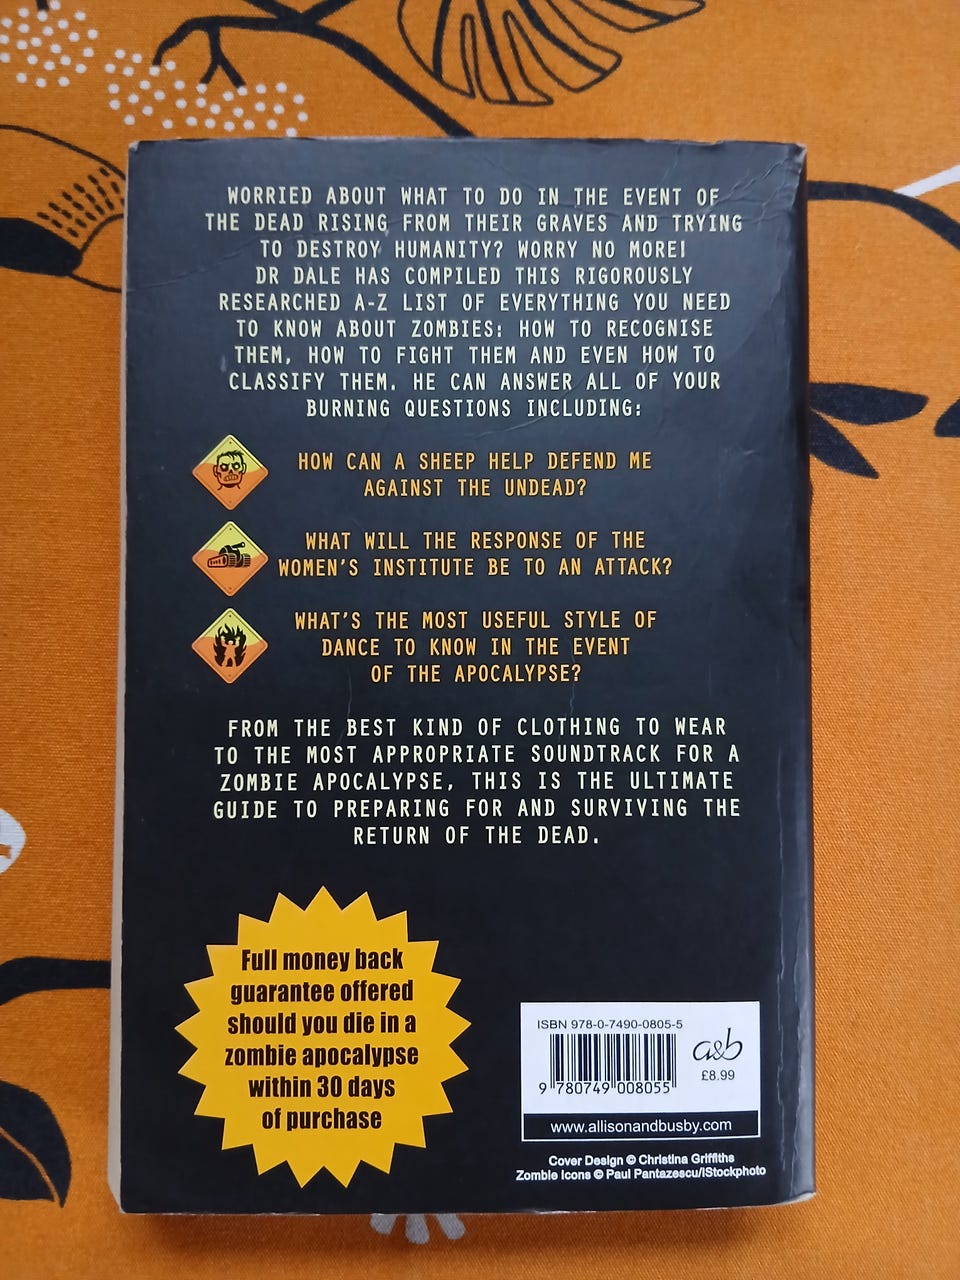 WORRIED ABOUT WHAT TO DO IN THE EVENT OF
THE DEAD RISING FROM THEIR GRAVES AND TRYING
TO DESTROY HUMANITY? WORRY NO MORE!
DR DALE HAS COMPILED THIS RIGOROUSLY
RESEARCHED A-Z LIST OF EVERYTHING YOU NEED
TO KNOW ABOUT ZOMBIES: HOW TO RECOGNISE
THEM, HOW TO FIGHT THEM AND EVEN HOW TO
CLASSIFY THEM. HE CAN ANSWER ALL OF YOUR
BURNING QUESTIONS INCLUDING:
HOW CAN A SHEEP HELP DEFEND ME
AGAINST THE UNDEAD?
WHAT WILL THE RESPONSE OF THE
WOMEN'S INSTITUTE BE TO AN ATTACK?
WHAT'S THE MOST USEFUL STYLE OF
DANCE TO KNOW IN THE EVENT
OF THE APOCALYPSE?
FROM THE BEST KIND OF CLOTHING TO WEAR
TO THE MOST APPROPRIATE SOUNDTRACK FOR A
ZOMBIE APOCALYPSE, THIS IS THE ULTIMATE
GUIDE TO PREPARING FOR AND SURVIVING THE
RETURN OF THE DEAD.
Full money back
guarantee offered
should you die in a
zombie apocalypse
within 30 days
of purchase
ISBN 978-0-7490-0805-5
a&b
£8.99
9 780749 008055
www.allisonandbusby.com
Cover Design © Christina Griffiths
Zombie Icons © Paul Pantazescu/iStockphoto